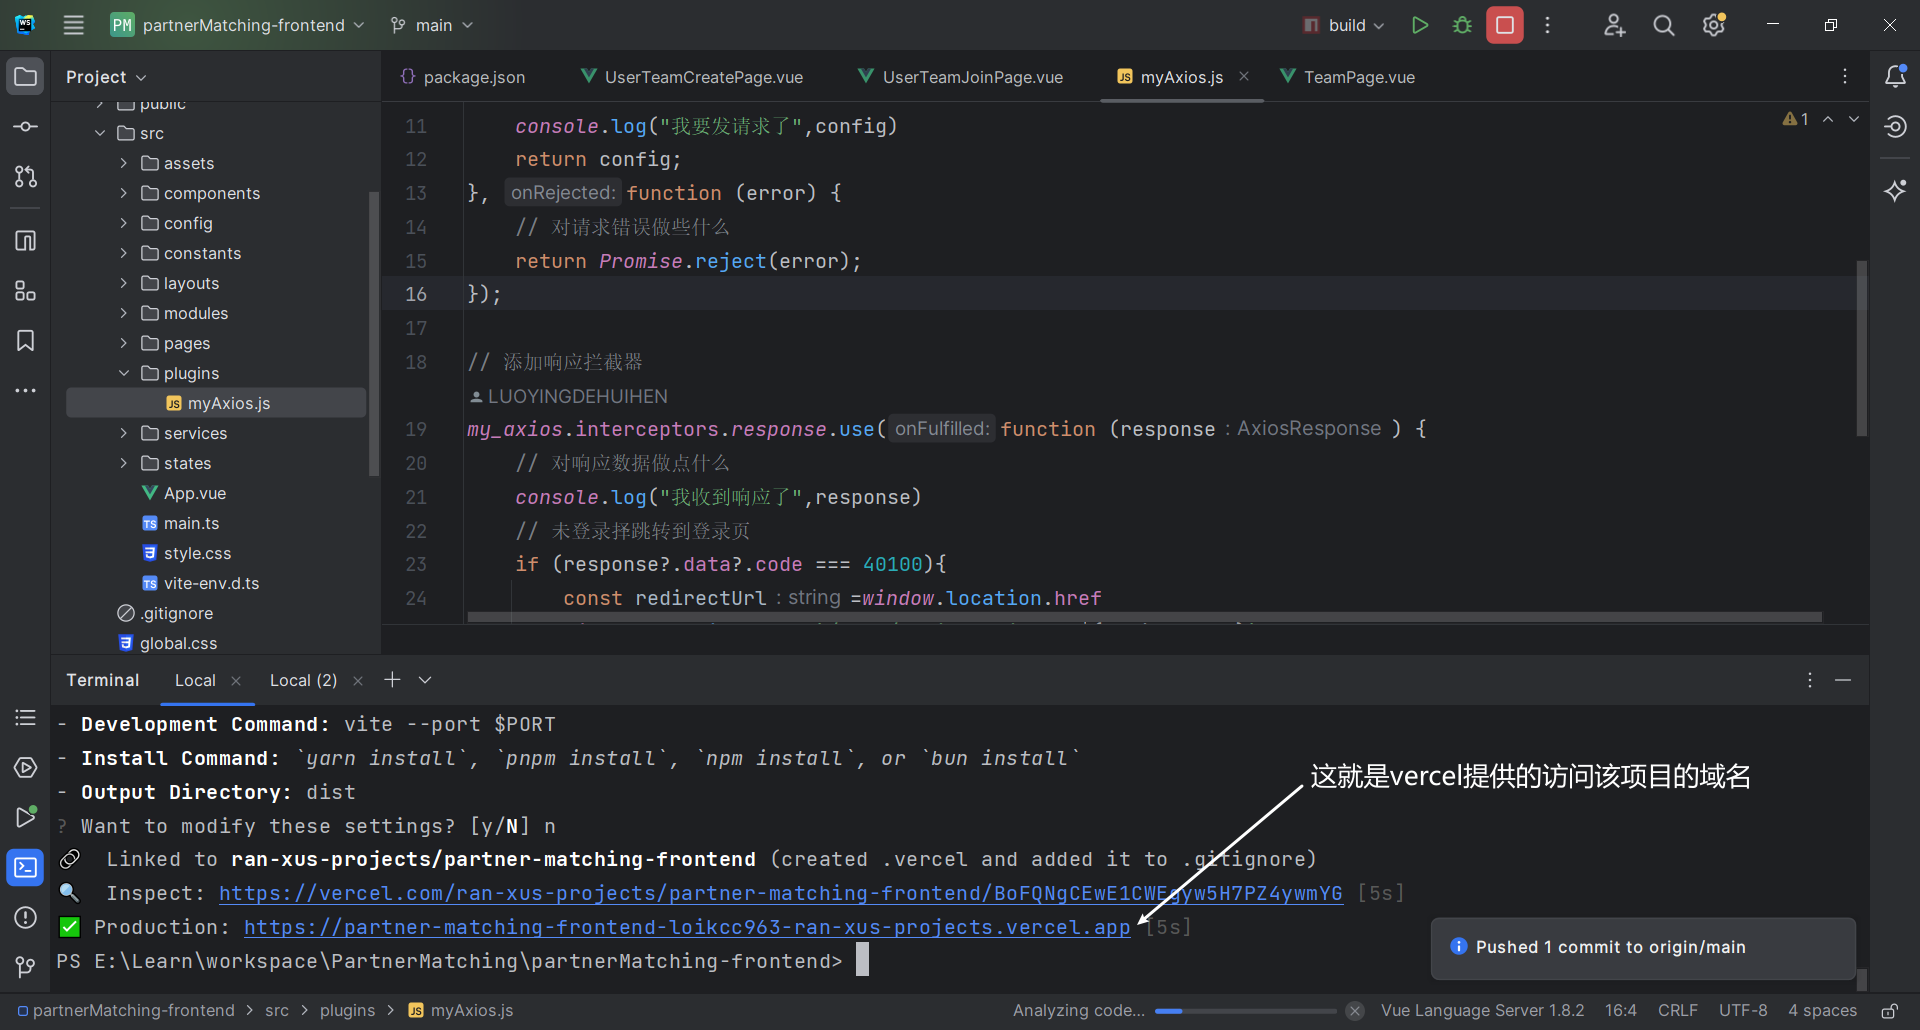 WS
PM partnerMatching-frontend main build
Project
package.json UserTeamCreatePage.vue UserTeamJoinPage.vue myAxios.js TeamPage.vue
public
src
assets
components
config
constants
layouts
modules
pages
plugins
myAxios.js
services
states
App.vue
main.ts
style.css
vite-env.d.ts
.gitignore
global.css
1
11 console.log("我要发请求了",config)
12 return config;
13 }, onRejected: function (error) {
14 // 对请求错误做些什么
15 return Promise.reject(error);
16 });
17
18 // 添加响应拦截器
LUOYINGDEHUIHEN
19 my_axios.interceptors.response.use( onFulfilled: function (response : AxiosResponse ) {
20 // 对响应数据做点什么
21 console.log("我收到响应了",response)
22 // 未登录择跳转到登录页
23 if (response?.data?.code === 40100){
24 const redirectUrl : string =window.location.href
Terminal Local Local (2)
- Development Command: vite --port $PORT
- Install Command: `yarn install`, `pnpm install`, `npm install`, or `bun install`
- Output Directory: dist
? Want to modify these settings? [y/N] n
Linked to ran-xus-projects/partner-matching-frontend (created .vercel and added it to .gitignore)
Inspect: https://vercel.com/ran-xus-projects/partner-matching-frontend/BoFQNgCEwE1CWEgyw5H7PZ4ywmYG [5s]
Production: https://partner-matching-frontend-loikcc963-ran-xus-projects.vercel.app [5s]
PS E:\Learn\workspace\PartnerMatching\partnerMatching-frontend>
这就是vercel提供的访问该项目的域名
Pushed 1 commit to origin/main
partnerMatching-frontend > src > plugins > myAxios.js Analyzing code... Vue Language Server 1.8.2 16:4 CRLF UTF-8 4 spaces